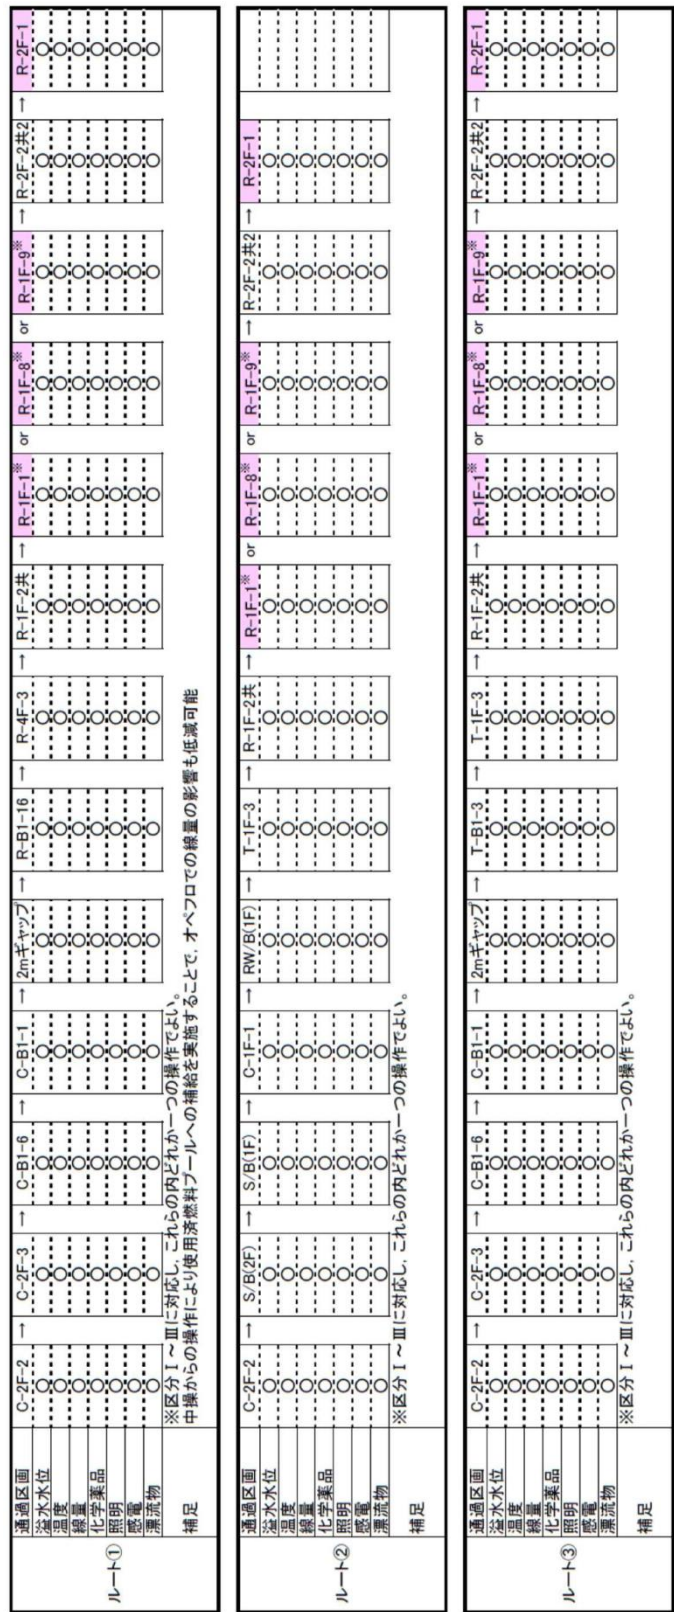 ルート①
通過区画 C-2F-2 → C-2F-3 → C-B1-6 → C-B1-1 → 2mギャップ → R-B1-16 → R-4F-3 → R-1F-2共 → R-1F-1※ or R-1F-8※ or R-1F-9※ → R-2F-2共2 → R-2F-1
溢水水位 ○ ○ ○ ○ ○ ○ ○ ○ ○ ○ ○ ○ ○
温度 ○ ○ ○ ○ ○ ○ ○ ○ ○ ○ ○ ○ ○
線量 ○ ○ ○ ○ ○ ○ ○ ○ ○ ○ ○ ○ ○
化学薬品 ○ ○ ○ ○ ○ ○ ○ ○ ○ ○ ○ ○ ○
照明 ○ ○ ○ ○ ○ ○ ○ ○ ○ ○ ○ ○ ○
感電 ○ ○ ○ ○ ○ ○ ○ ○ ○ ○ ○ ○ ○
漂流物 ○ ○ ○ ○ ○ ○ ○ ○ ○ ○ ○ ○ ○
補足 ※区分Ⅰ～Ⅲに対応し、これらの内どれか一つの操作でよい。
中操からの操作により使用済燃料プールへの補給を実施することで、オペフロでの線量の影響も低減可能
ルート②
通過区画 C-2F-2 → S/B(2F) → S/B(1F) → C-1F-1 → RW/B(1F) → T-1F-3 → R-1F-2共 → R-1F-1※ or R-1F-8※ or R-1F-9※ → R-2F-2共2 → R-2F-1
溢水水位 ○ ○ ○ ○ ○ ○ ○ ○ ○ ○ ○ ○
温度 ○ ○ ○ ○ ○ ○ ○ ○ ○ ○ ○ ○
線量 ○ ○ ○ ○ ○ ○ ○ ○ ○ ○ ○ ○
化学薬品 ○ ○ ○ ○ ○ ○ ○ ○ ○ ○ ○ ○
照明 ○ ○ ○ ○ ○ ○ ○ ○ ○ ○ ○ ○
感電 ○ ○ ○ ○ ○ ○ ○ ○ ○ ○ ○ ○
漂流物 ○ ○ ○ ○ ○ ○ ○ ○ ○ ○ ○ ○
補足 ※区分Ⅰ～Ⅲに対応し、これらの内どれか一つの操作でよい。
ルート③
通過区画 C-2F-2 → C-2F-3 → C-B1-6 → C-B1-1 → 2mギャップ → T-B1-3 → T-1F-3 → R-1F-2共 → R-1F-1※ or R-1F-8※ or R-1F-9※ → R-2F-2共2 → R-2F-1
溢水水位 ○ ○ ○ ○ ○ ○ ○ ○ ○ ○ ○ ○ ○
温度 ○ ○ ○ ○ ○ ○ ○ ○ ○ ○ ○ ○ ○
線量 ○ ○ ○ ○ ○ ○ ○ ○ ○ ○ ○ ○ ○
化学薬品 ○ ○ ○ ○ ○ ○ ○ ○ ○ ○ ○ ○ ○
照明 ○ ○ ○ ○ ○ ○ ○ ○ ○ ○ ○ ○ ○
感電 ○ ○ ○ ○ ○ ○ ○ ○ ○ ○ ○ ○ ○
漂流物 ○ ○ ○ ○ ○ ○ ○ ○ ○ ○ ○ ○ ○
補足 ※区分Ⅰ～Ⅲに対応し、これらの内どれか一つの操作でよい。